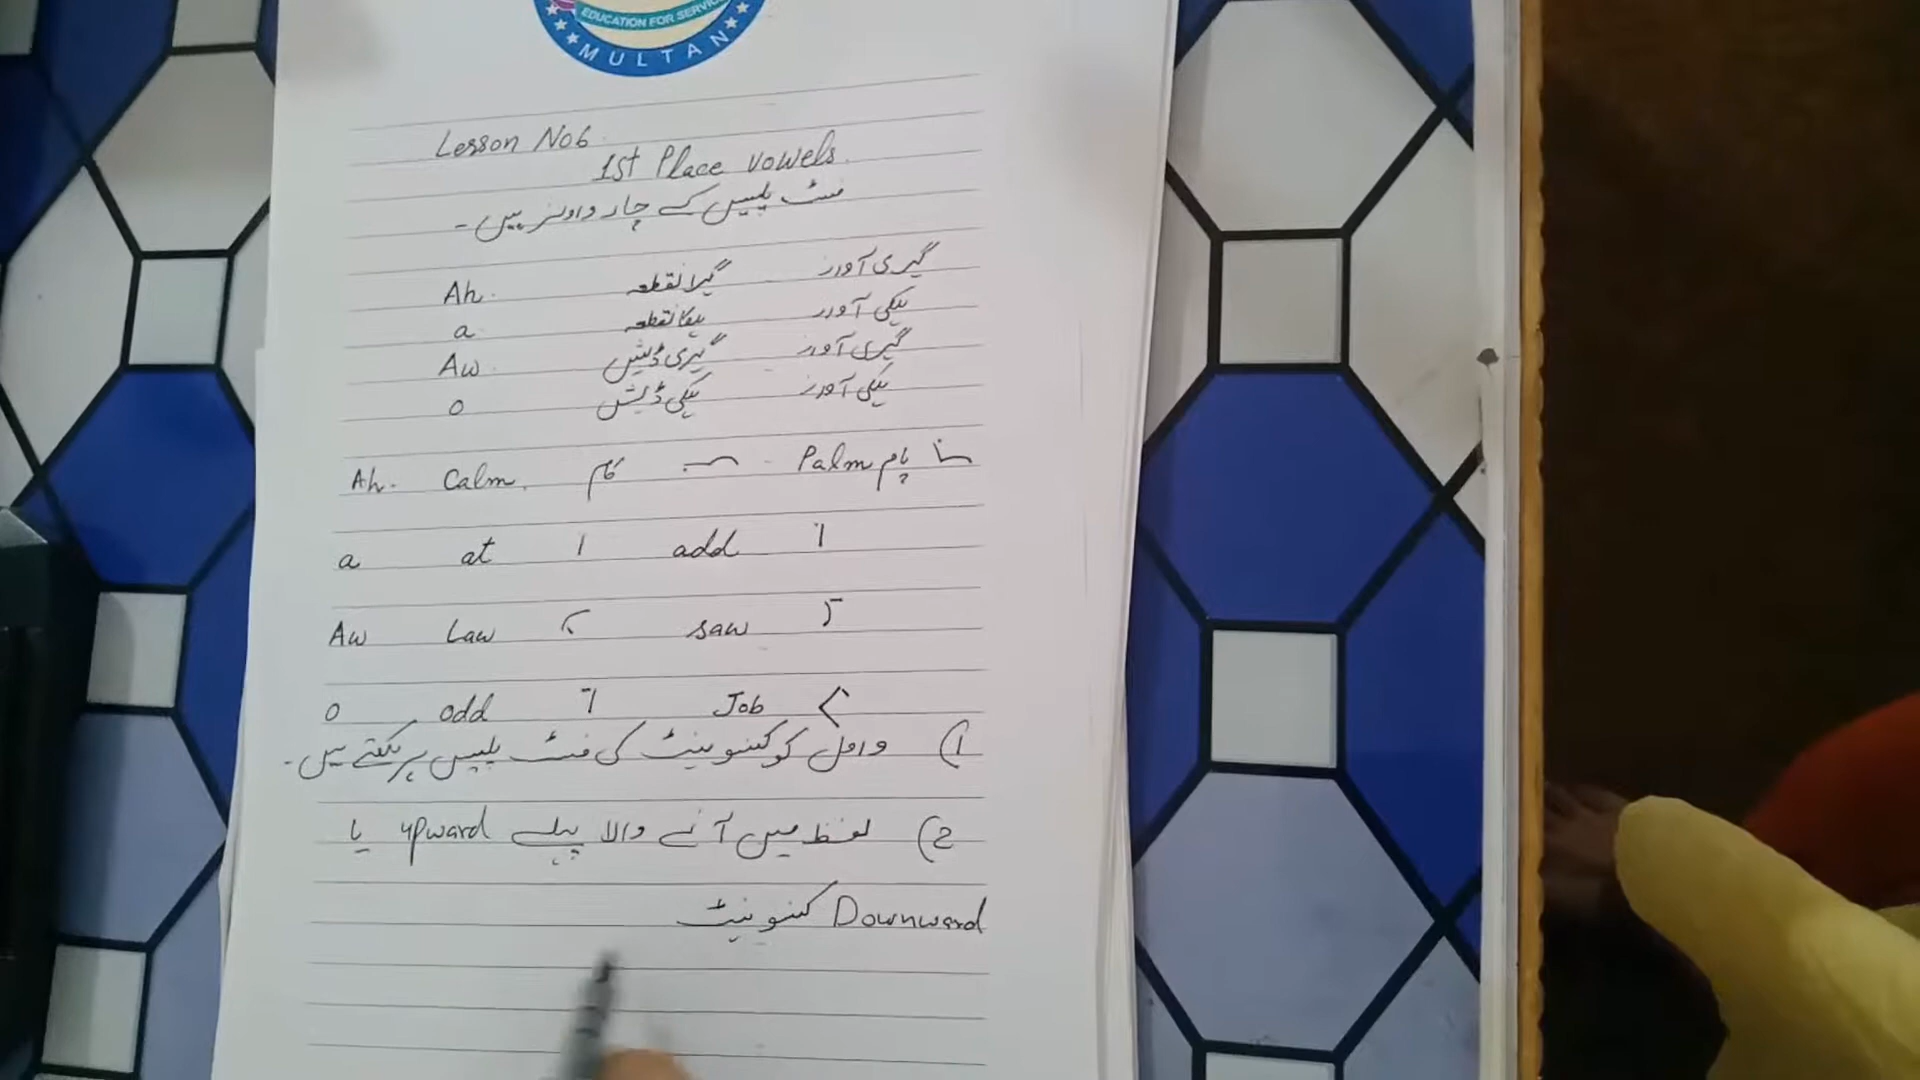 EDUCATION FOR SERVICE
MULTAN
Lesson No6
1st Place vowels.
فسٹ پلیس کے چار واولز ہیں۔
Ah. گہرا نقطعہ گہری آواز
a ہلکا نقطعہ ہلکی آواز
Aw گہری ڈیش گہری آواز
o ہلکی ڈیش ہلکی آواز
Ah. Calm. کام Palm پام
a at add
Aw Law saw
o odd Job
1) واول کو کنسونینٹ کی فسٹ پلیس پر لکھتے ہیں۔
2) لفظ میں آنے والا پہلے upward یا
Downward کنسونینٹ